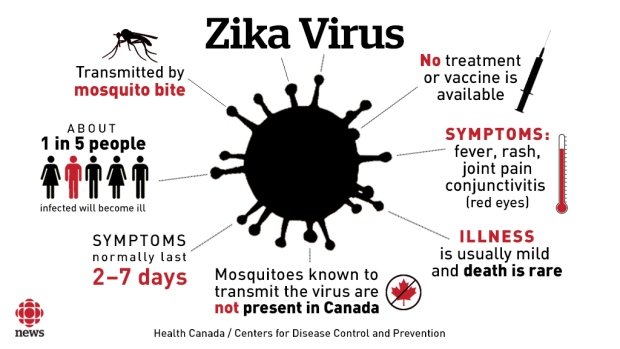 Zika Virus
Transmitted by
mosquito bite
No treatment
or vaccine is
available
ABOUT
1 in 5 people
infected will become ill
SYMPTOMS:
fever, rash,
joint pain
conjunctivitis
(red eyes)
SYMPTOMS
normally last
2–7 days
ILLNESS
is usually mild
and death is rare
Mosquitoes known to
transmit the virus are
not present in Canada
news
Health Canada / Centers for Disease Control and Prevention